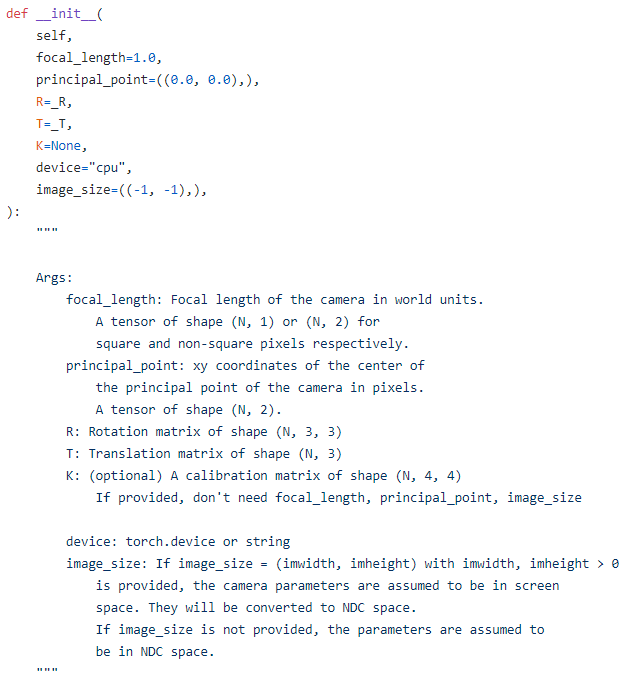 def __init__(
    self,
    focal_length=1.0,
    principal_point=((0.0, 0.0),),
    R=_R,
    T=_T,
    K=None,
    device="cpu",
    image_size=((-1, -1),),
):
    """

    Args:
        focal_length: Focal length of the camera in world units.
            A tensor of shape (N, 1) or (N, 2) for
            square and non-square pixels respectively.
        principal_point: xy coordinates of the center of
            the principal point of the camera in pixels.
            A tensor of shape (N, 2).
        R: Rotation matrix of shape (N, 3, 3)
        T: Translation matrix of shape (N, 3)
        K: (optional) A calibration matrix of shape (N, 4, 4)
            If provided, don't need focal_length, principal_point, image_size

        device: torch.device or string
        image_size: If image_size = (imwidth, imheight) with imwidth, imheight > 0
            is provided, the camera parameters are assumed to be in screen
            space. They will be converted to NDC space.
            If image_size is not provided, the parameters are assumed to
            be in NDC space.
    """